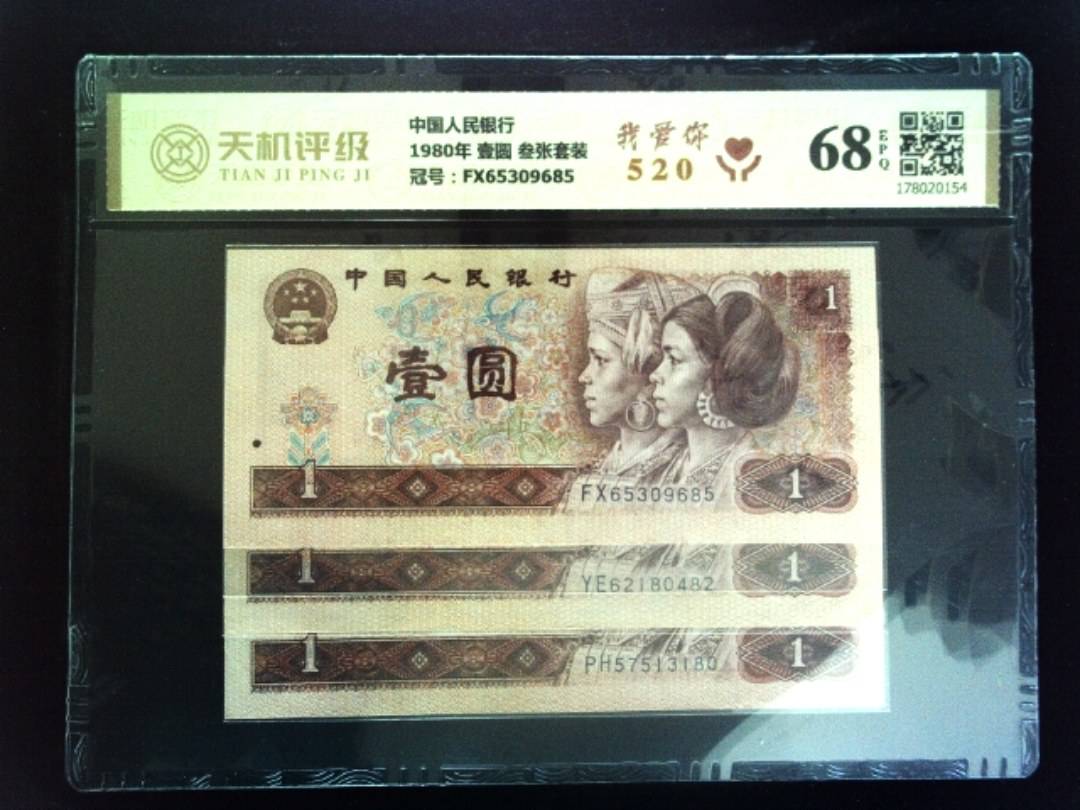 天机评级
TIAN JI PING JI
中国人民银行
1980年 壹圆 叁张套装
冠号：FX65309685
我爱你
520
68
EPQ
178020154
中国人民银行
1
壹圆
1
FX65309685
1
1
YE62180482
1
1
PH57513180
1